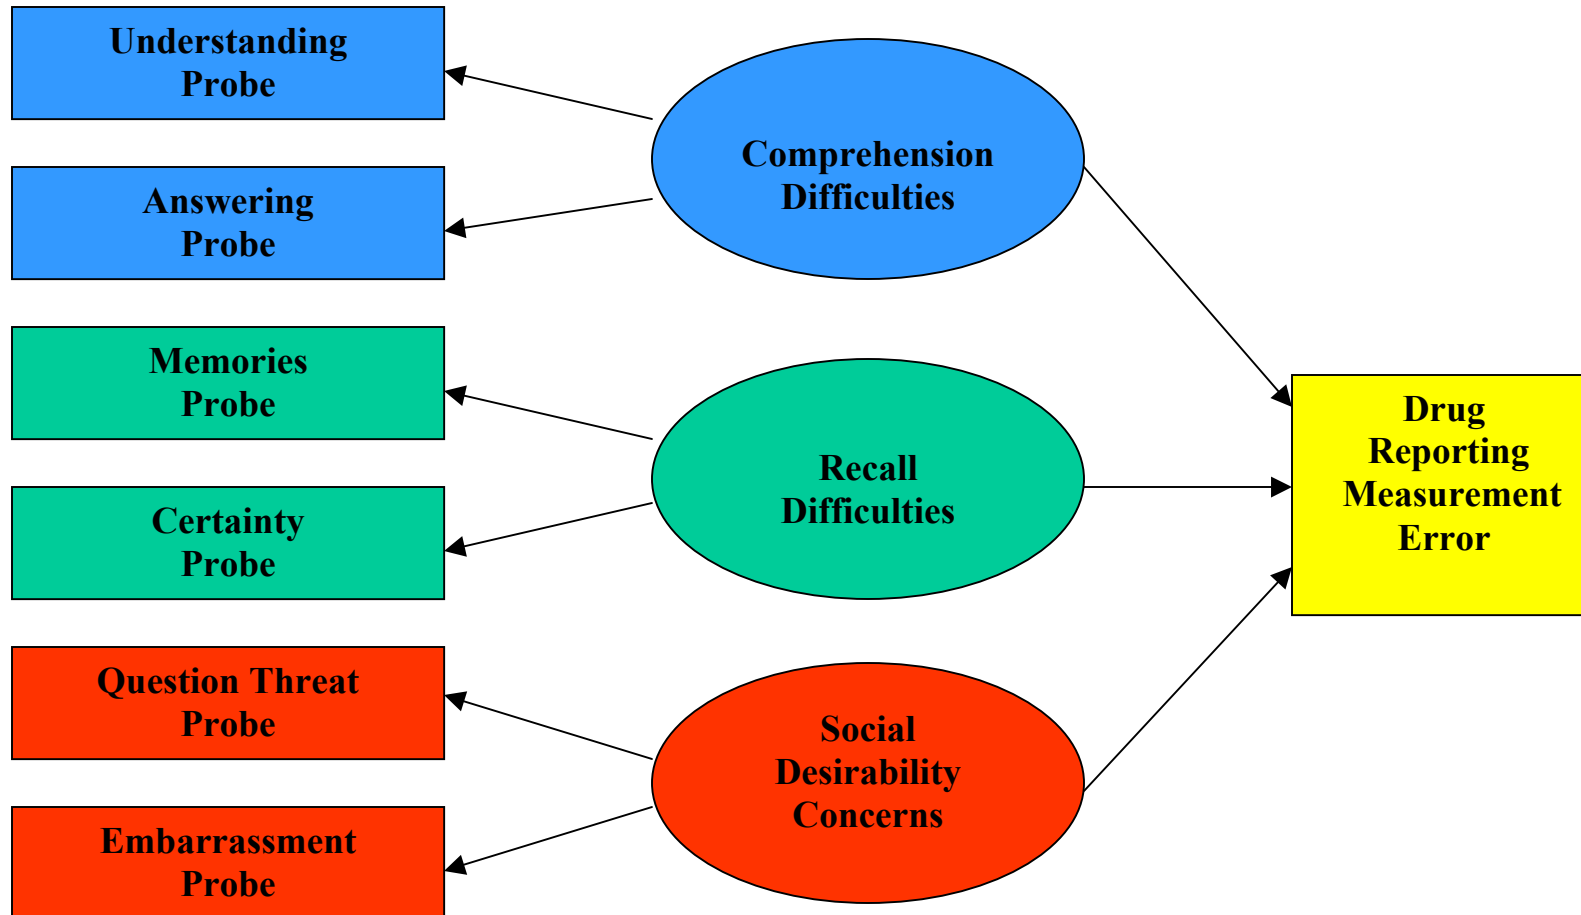 Understanding
Probe
Answering
Probe
Memories
Probe
Certainty
Probe
Question Threat
Probe
Embarrassment
Probe
Comprehension
Difficulties
Recall
Difficulties
Social
Desirability
Concerns
Drug
Reporting
Measurement
Error